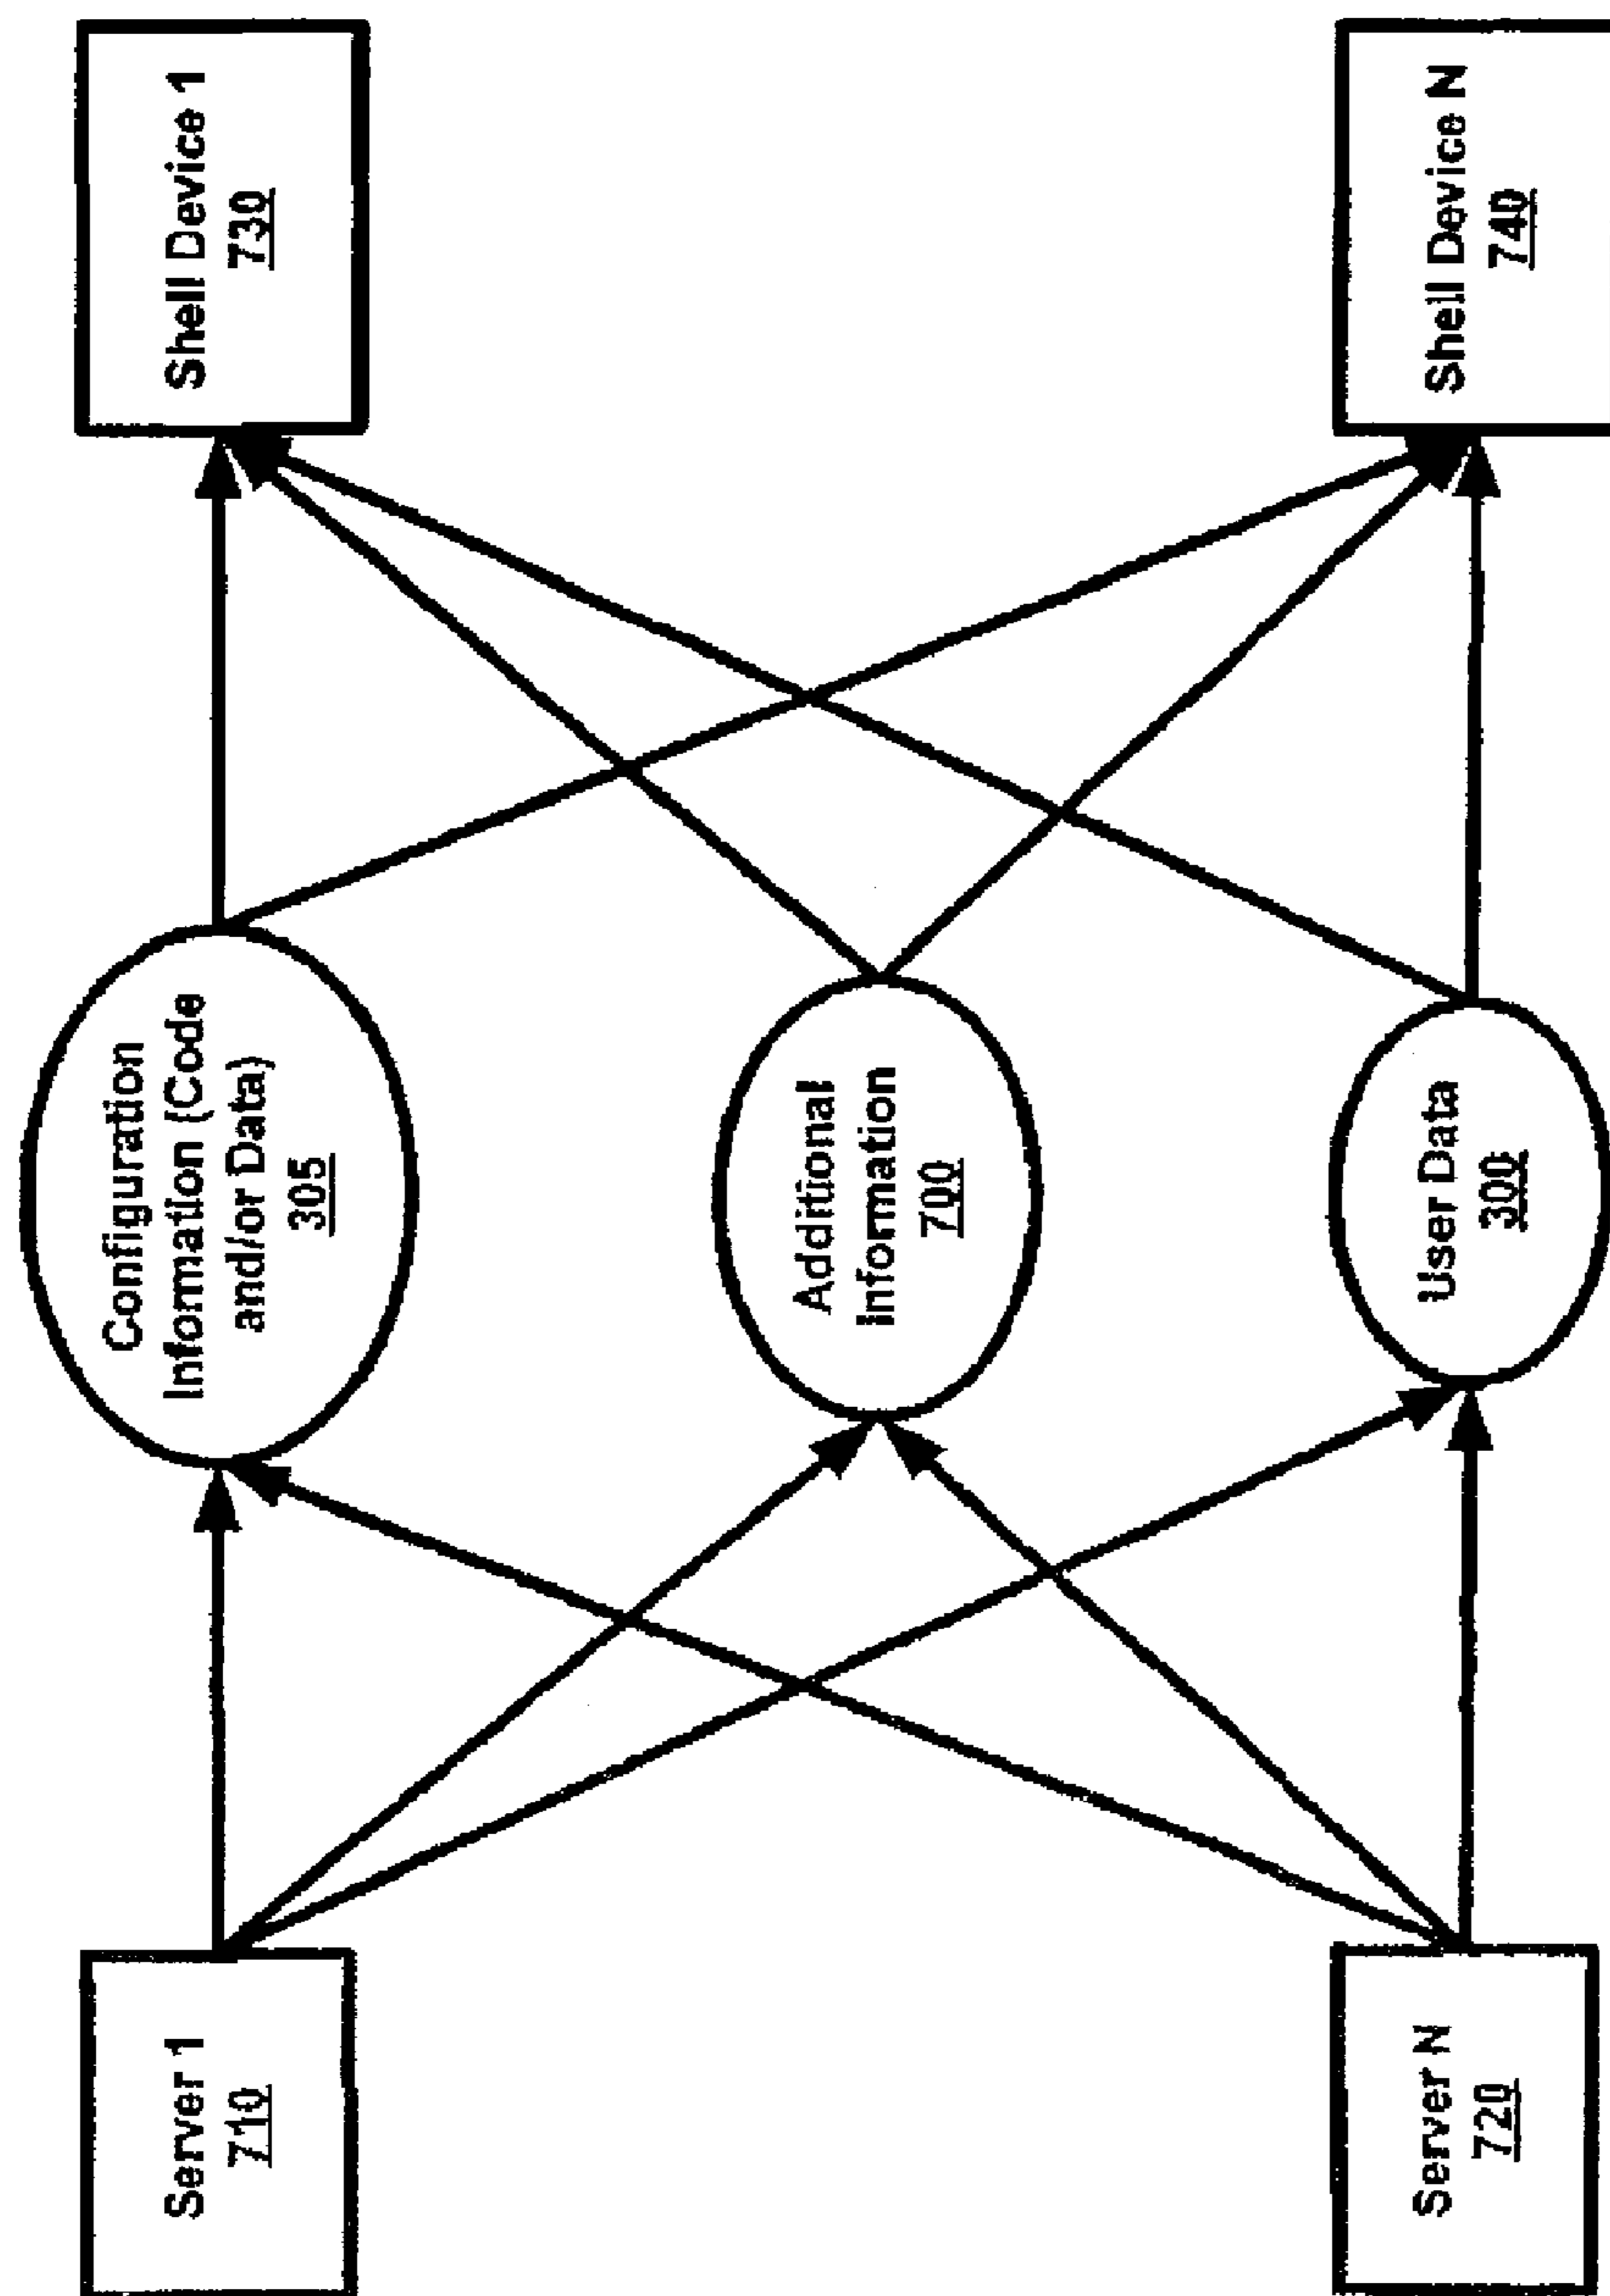 Server 1
710
Server N
720
Configuration
Information (Code
and/or Data)
305
Additional
Information
700
User Data
300
Shell Device 1
730
Shell Device N
740